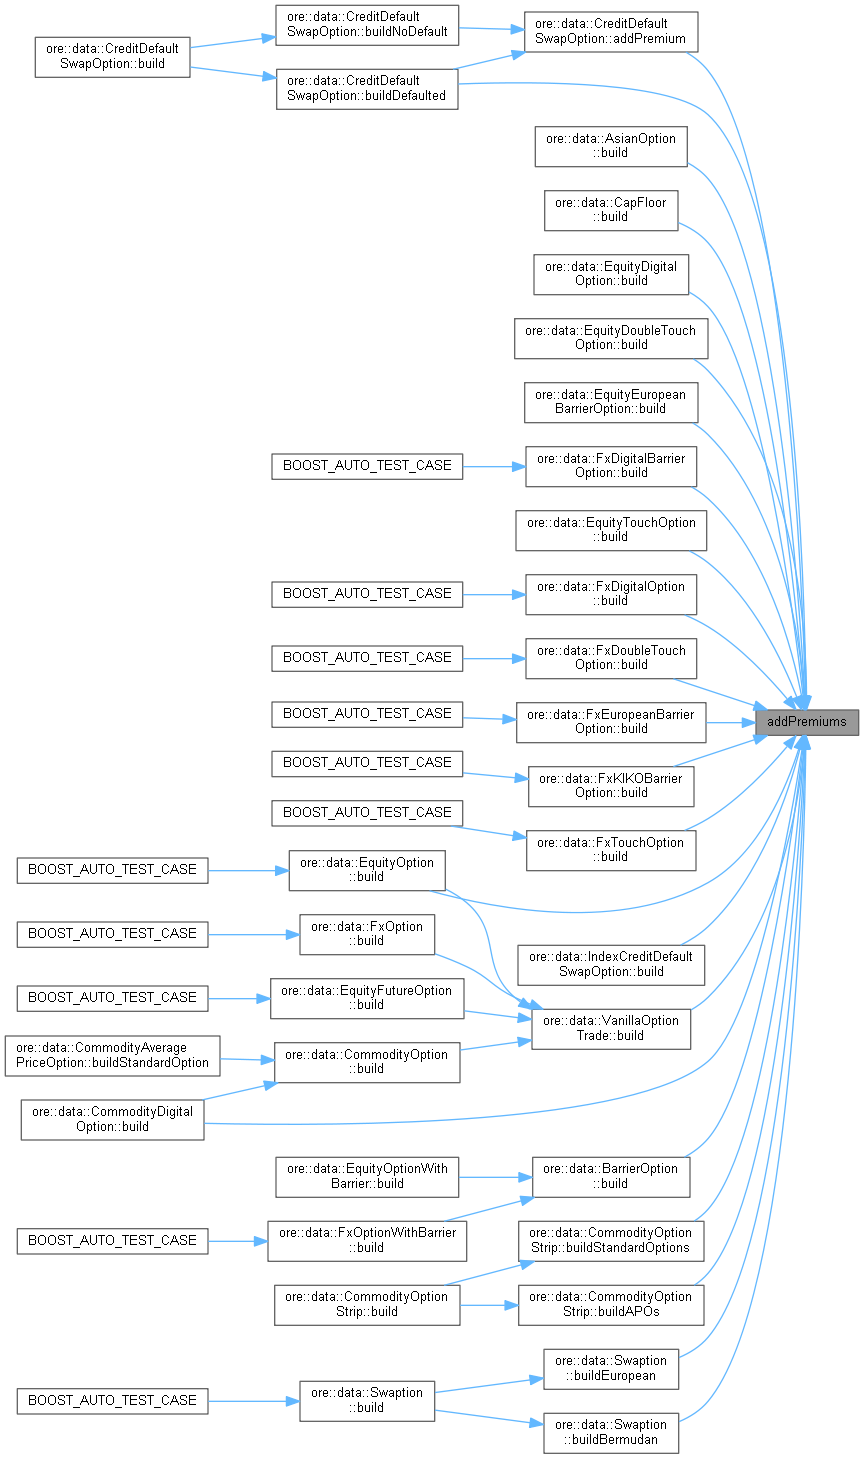 ore::data::CreditDefault
SwapOption::build
ore::data::CreditDefault
SwapOption::buildNoDefault
ore::data::CreditDefault
SwapOption::buildDefaulted
ore::data::CreditDefault
SwapOption::addPremium
ore::data::AsianOption
::build
ore::data::CapFloor
::build
ore::data::EquityDigital
Option::build
ore::data::EquityDoubleTouch
Option::build
ore::data::EquityEuropean
BarrierOption::build
BOOST_AUTO_TEST_CASE
ore::data::FxDigitalBarrier
Option::build
ore::data::EquityTouchOption
::build
BOOST_AUTO_TEST_CASE
ore::data::FxDigitalOption
::build
BOOST_AUTO_TEST_CASE
ore::data::FxDoubleTouch
Option::build
BOOST_AUTO_TEST_CASE
ore::data::FxEuropeanBarrier
Option::build
addPremiums
BOOST_AUTO_TEST_CASE
ore::data::FxKIKOBarrier
Option::build
BOOST_AUTO_TEST_CASE
ore::data::FxTouchOption
::build
BOOST_AUTO_TEST_CASE
ore::data::EquityOption
::build
BOOST_AUTO_TEST_CASE
ore::data::FxOption
::build
ore::data::IndexCreditDefault
SwapOption::build
BOOST_AUTO_TEST_CASE
ore::data::EquityFutureOption
::build
ore::data::VanillaOption
Trade::build
ore::data::CommodityAverage
PriceOption::buildStandardOption
ore::data::CommodityOption
::build
ore::data::CommodityDigital
Option::build
ore::data::EquityOptionWith
Barrier::build
ore::data::BarrierOption
::build
BOOST_AUTO_TEST_CASE
ore::data::FxOptionWithBarrier
::build
ore::data::CommodityOption
Strip::buildStandardOptions
ore::data::CommodityOption
Strip::build
ore::data::CommodityOption
Strip::buildAPOs
ore::data::Swaption
::buildEuropean
BOOST_AUTO_TEST_CASE
ore::data::Swaption
::build
ore::data::Swaption
::buildBermudan